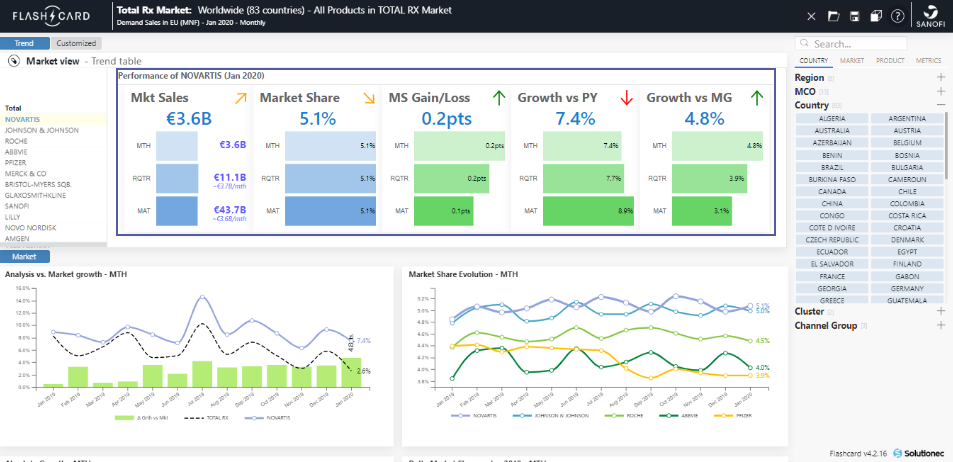 FLASHCARD
Total Rx Market: Worldwide (83 countries) - All Products in TOTAL RX Market
Demand Sales in EU (MNF) - Jan 2020 - Monthly
SANOFI
Trend
Customized
Market view - Trend table
Performance of NOVARTIS (Jan 2020)
Total
NOVARTIS
JOHNSON & JOHNSON
ROCHE
ABBVIE
PFIZER
MERCK & CO
BRISTOL-MYERS SQB.
GLAXOSMITHKLINE
SANOFI
LILLY
NOVO NORDISK
AMGEN
Mkt Sales
€3.6B
MTH €3.6B
RQTR €11.1B
~€3.7B/mth
MAT €43.7B
~€3.6B/mth
Market Share
5.1%
MTH 5.1%
RQTR 5.1%
MAT 5.1%
MS Gain/Loss
0.2pts
MTH 0.2pts
RQTR 0.2pts
MAT 0.1pts
Growth vs PY
7.4%
MTH 7.4%
RQTR 7.7%
MAT 8.9%
Growth vs MG
4.8%
MTH 4.8%
RQTR 3.9%
MAT 3.1%
Market
Analysis vs. Market growth - MTH
16.0%
14.0%
12.0%
10.0%
8.0%
6.0%
4.0%
2.0%
0.0%
7.4%
2.6%
Jan 2019
Feb 2019
Mar 2019
Apr 2019
May 2019
Jun 2019
Jul 2019
Aug 2019
Sep 2019
Oct 2019
Nov 2019
Dec 2019
Jan 2020
Δ Grth vs Mkt
TOTAL RX
NOVARTIS
Market Share Evolution - MTH
5.2%
5.0%
4.8%
4.6%
4.4%
4.2%
4.0%
3.8%
5.1%
5.0%
4.5%
4.0%
3.9%
Jan 2019
Feb 2019
Mar 2019
Apr 2019
May 2019
Jun 2019
Jul 2019
Aug 2019
Sep 2019
Oct 2019
Nov 2019
Dec 2019
Jan 2020
NOVARTIS
JOHNSON & JOHNSON
ROCHE
ABBVIE
PFIZER
Search...
COUNTRY MARKET PRODUCT METRICS
Region
MCO
Country
ALGERIA ARGENTINA
AUSTRALIA AUSTRIA
AZERBAIJAN BELGIUM
BENIN BOSNIA
BRAZIL BULGARIA
BURKINA FASO CAMEROUN
CANADA CHILE
CHINA COLOMBIA
CONGO COSTA RICA
COTE D IVOIRE CROATIA
CZECH REPUBLIC DENMARK
ECUADOR EGYPT
EL SALVADOR FINLAND
FRANCE GABON
GEORGIA GERMANY
GREECE GUATEMALA
Cluster
Channel Group
Flashcard v4.2.16 Solutionec